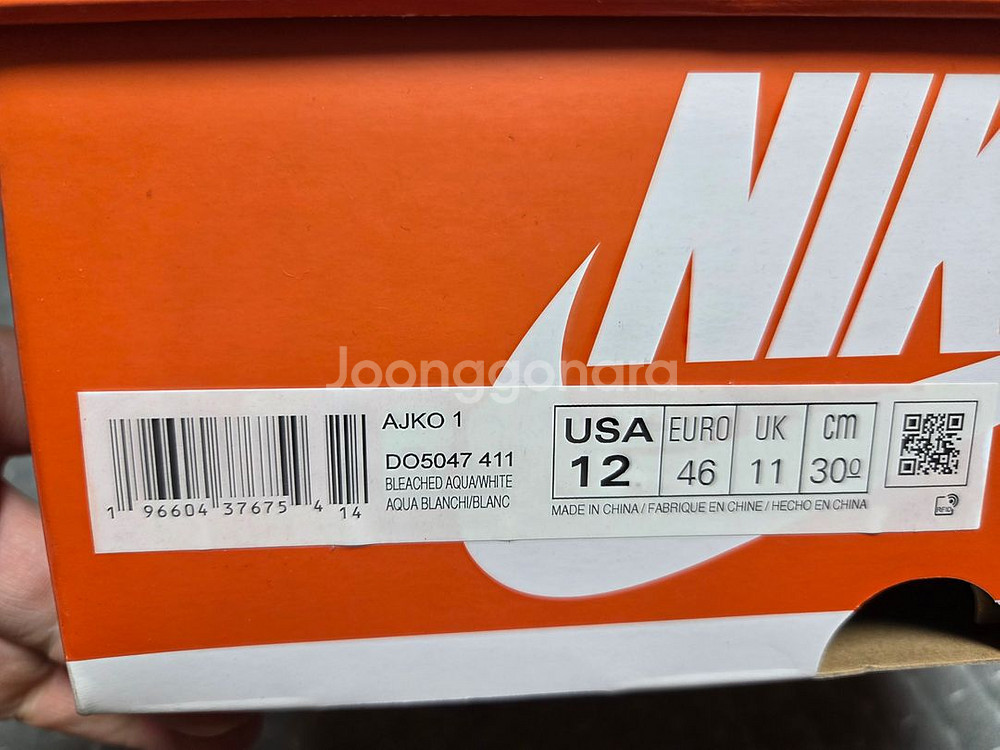 NIK
Joonggonara
AJKO 1
DO5047 411
BLEACHED AQUA/WHITE
AQUA BLANCHI/BLANC
1 96604 37675 4 14
USA EURO UK cm
12 46 11 30º
MADE IN CHINA / FABRIQUE EN CHINE / HECHO EN CHINA
RFID